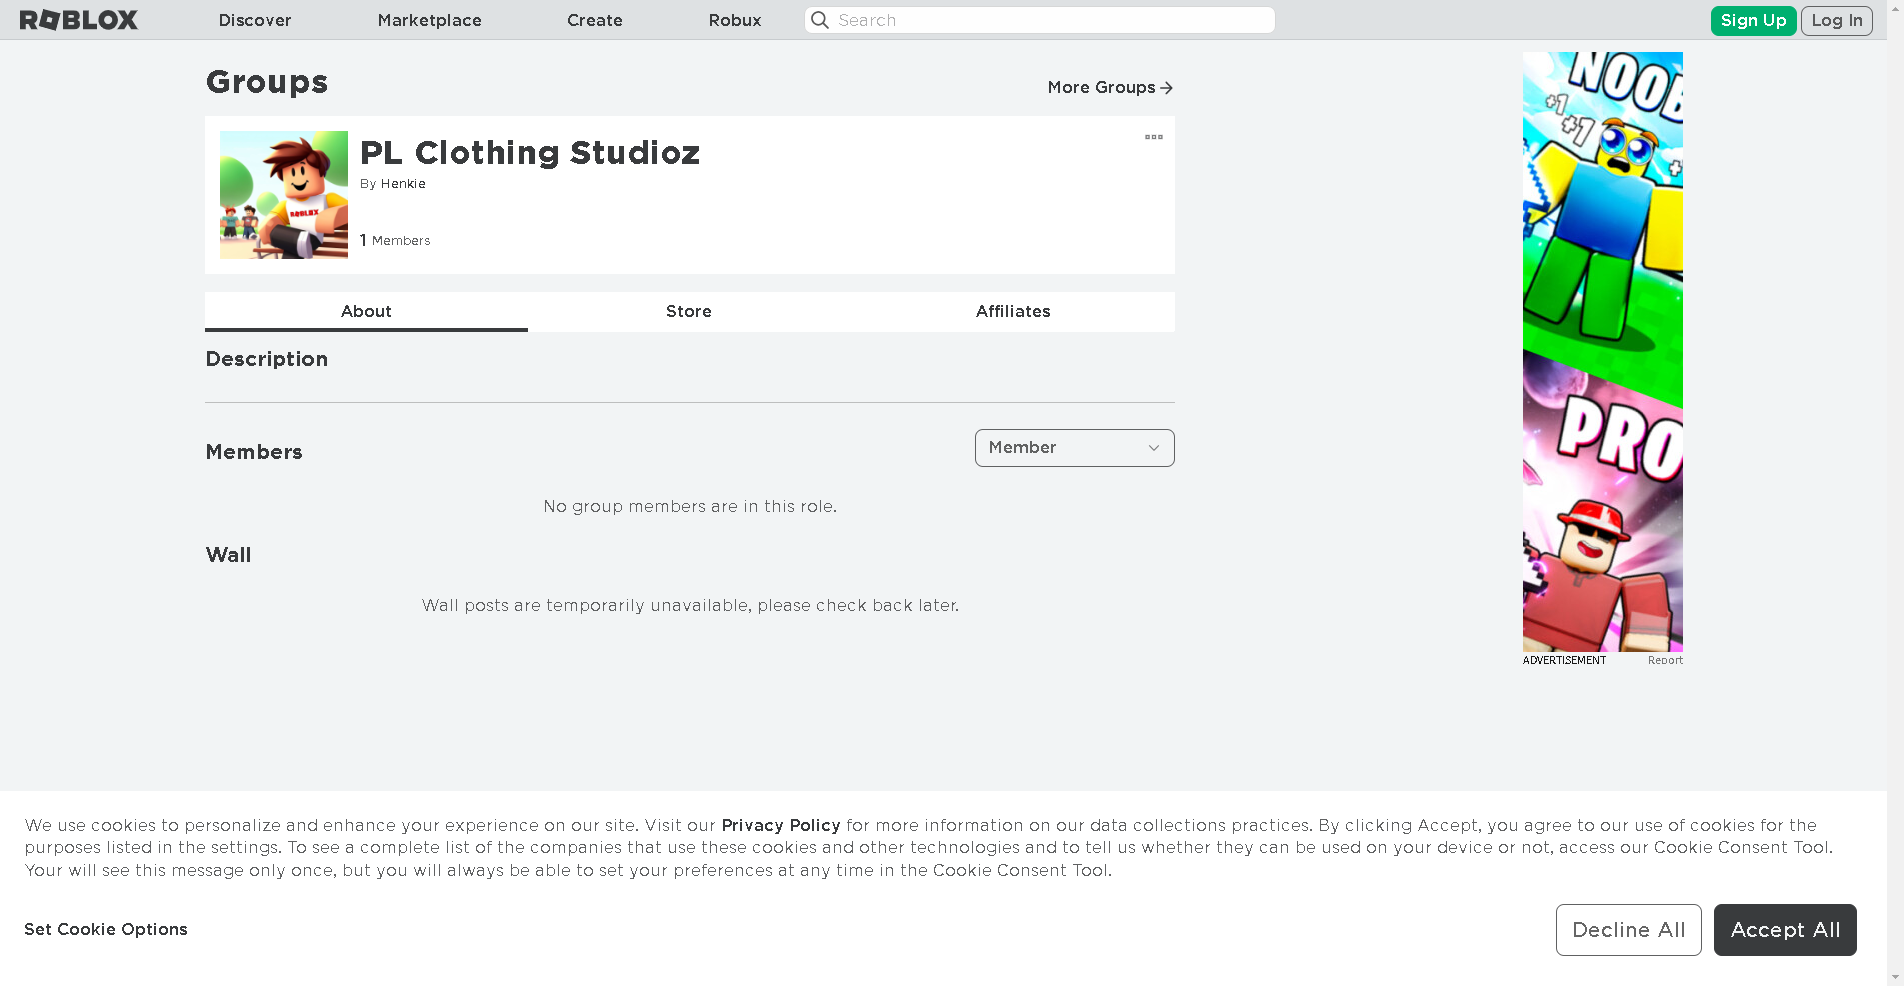 ROBLOX Discover Marketplace Create Robux Search Sign Up Log In
Groups
More Groups
ROBLOX
PL Clothing Studioz
By Henkie
1 Members
About Store Affiliates
Description
Members
Member
No group members are in this role.
Wall
Wall posts are temporarily unavailable, please check back later.
NOOB
+1
+1
+
PRO
ADVERTISEMENT Report
We use cookies to personalize and enhance your experience on our site. Visit our Privacy Policy for more information on our data collections practices. By clicking Accept, you agree to our use of cookies for the
purposes listed in the settings. To see a complete list of the companies that use these cookies and other technologies and to tell us whether they can be used on your device or not, access our Cookie Consent Tool.
Your will see this message only once, but you will always be able to set your preferences at any time in the Cookie Consent Tool.
Set Cookie Options
Decline All Accept All